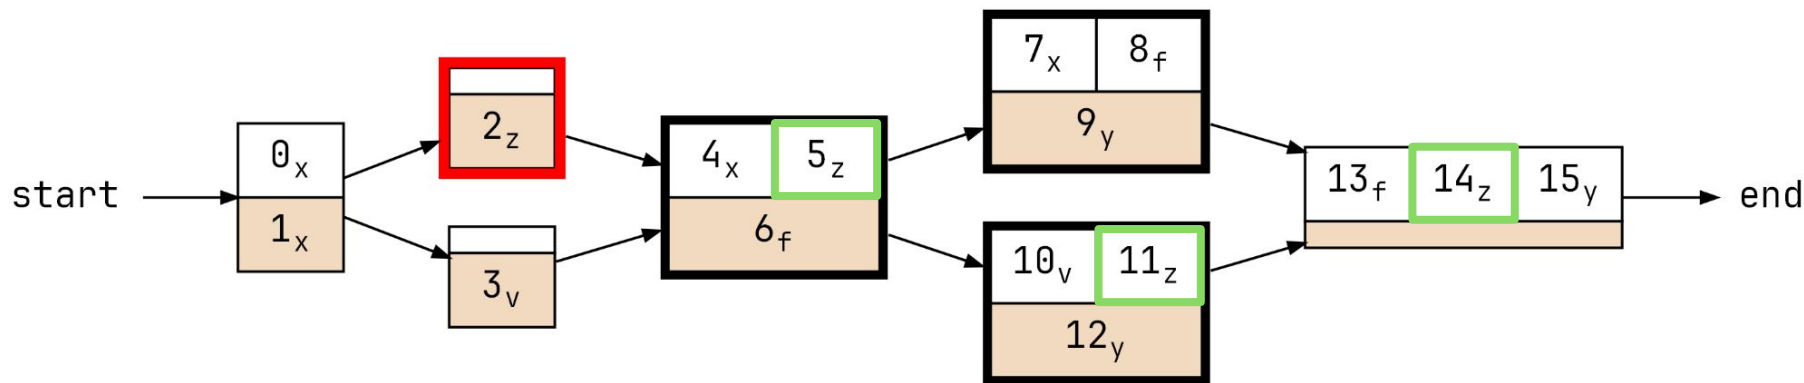 start
0x
1x
2z
3v
4x 5z
6f
7x 8f
9y
10v 11z
12y
13f 14z 15y
end